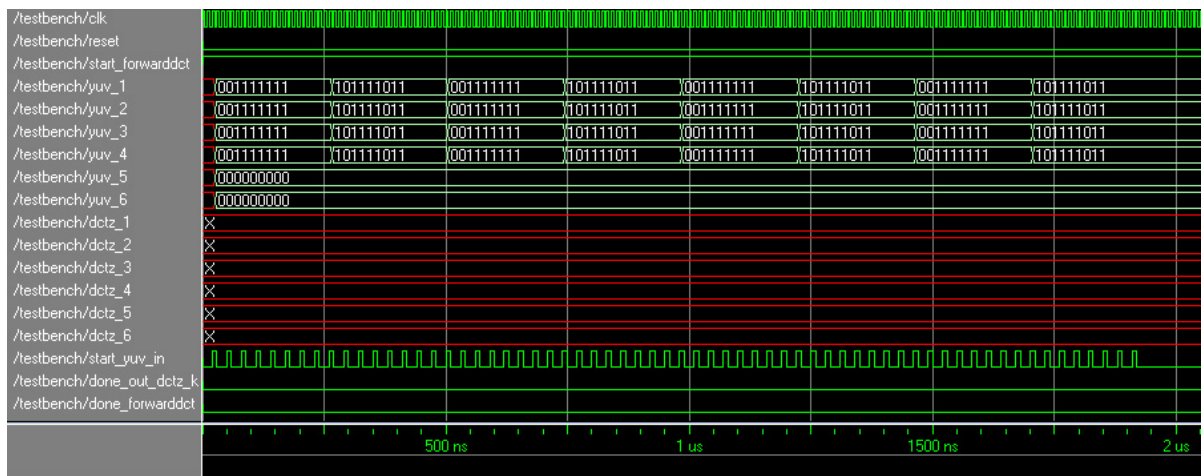 /testbench/clk
/testbench/reset
/testbench/start_forwarddct
/testbench/yuv_1 001111111 101111011 001111111 101111011 001111111 101111011 001111111 101111011
/testbench/yuv_2 001111111 101111011 001111111 101111011 001111111 101111011 001111111 101111011
/testbench/yuv_3 001111111 101111011 001111111 101111011 001111111 101111011 001111111 101111011
/testbench/yuv_4 001111111 101111011 001111111 101111011 001111111 101111011 001111111 101111011
/testbench/yuv_5 000000000
/testbench/yuv_6 000000000
/testbench/dctz_1 X
/testbench/dctz_2 X
/testbench/dctz_3 X
/testbench/dctz_4 X
/testbench/dctz_5 X
/testbench/dctz_6 X
/testbench/start_yuv_in
/testbench/done_out_dctz_k
/testbench/done_forwarddct
500 ns 1 us 1500 ns 2 us